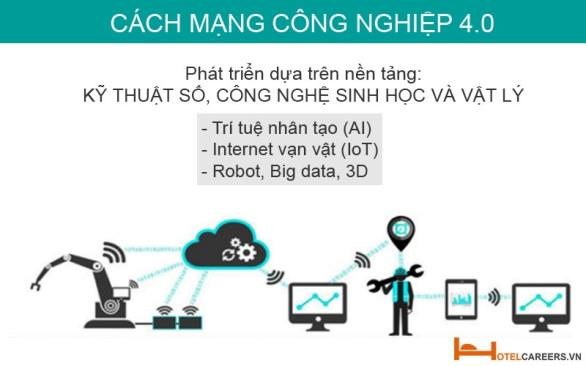 CÁCH MẠNG CÔNG NGHIỆP 4.0
Phát triển dựa trên nền tảng:
KỸ THUẬT SỐ, CÔNG NGHỆ SINH HỌC VÀ VẬT LÝ
- Trí tuệ nhân tạo (AI)
- Internet vạn vật (IoT)
- Robot, Big data, 3D
HOTELCAREERS.VN